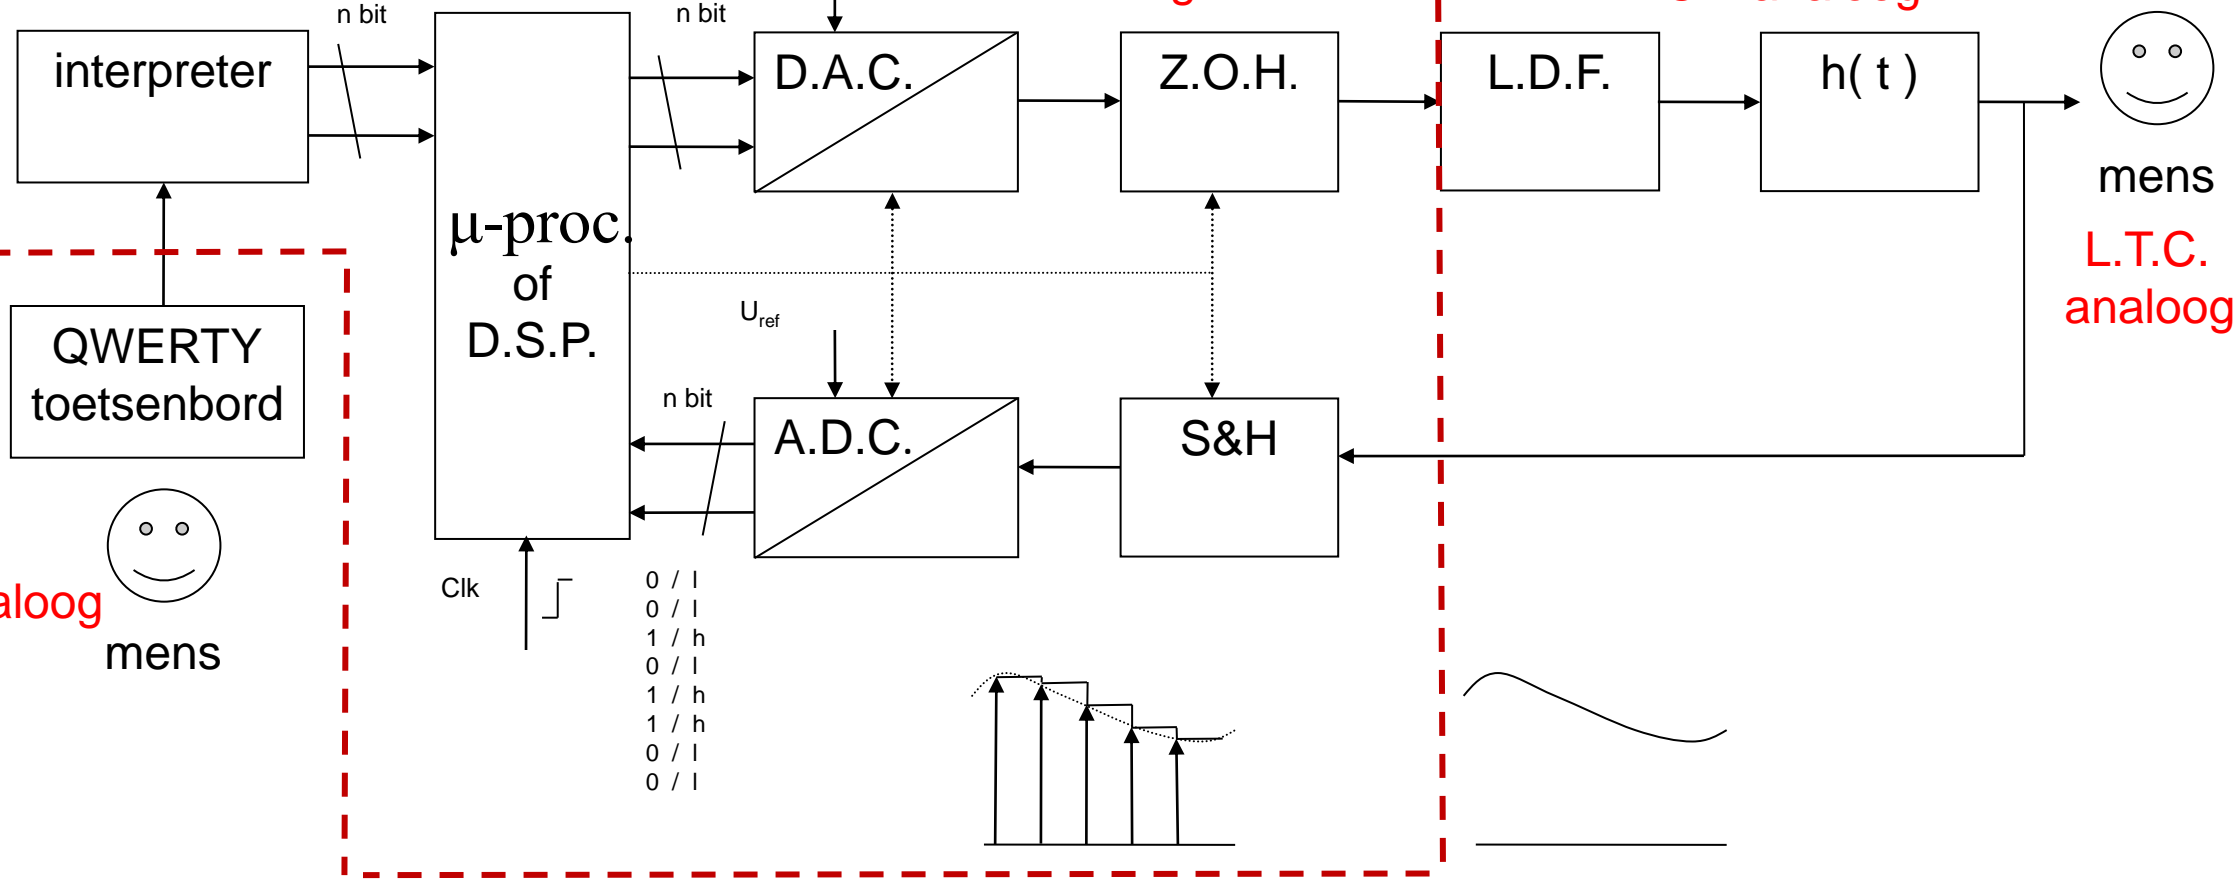 n bit
n bit
interpreter
D.A.C.
Z.O.H.
L.D.F.
h( t )
mens
μ-proc.
of
D.S.P.
L.T.C.
analoog
QWERTY
toetsenbord
U ref
n bit
A.D.C.
S&H
Clk
aloog
mens
0 / l
0 / l
1 / h
0 / l
1 / h
1 / h
0 / l
0 / l